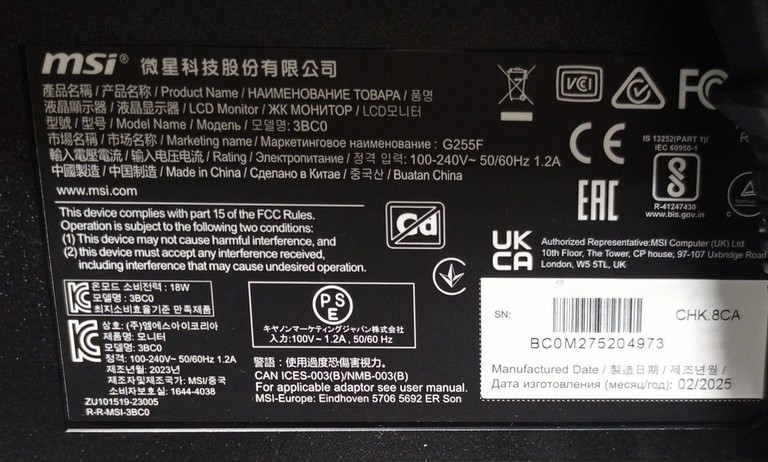 msi® 微星科技股份有限公司
產品名稱 / 产品名称 / Product Name / НАИМЕНОВАНИЕ ТОВАРА / 품명
液晶顯示器 / 液晶显示器 / LCD Monitor / ЖК МОНИТОР / LCD모니터
型號 / 型号 / Model Name / Модель / 모델명: 3BC0
市場名稱 / 市场名称 / Marketing name / Маркетинговое наименование : G255F
輸入電壓電流 / 输入电压电流 / Rating / Электропитание / 정격 입력: 100-240V~ 50/60Hz 1.2A
中國製造 / 中国制造 / Made in China / Сделано в Китае / 중국산 / Buatan China
www.msi.com
VCI
FC
CE
EAC
IS 13252(PART 1)/
IEC 60950-1
R-41247430
www.bis.gov.in
This device complies with part 15 of the FCC Rules.
Operation is subject to the following two conditions:
(1) This device may not cause harmful interference, and
(2) this device must accept any interference received,
including interference that may cause undesired operation.
Cd
UK
CA
Authorized Representative:MSI Computer (UK) Ltd.
10th Floor, The Tower, CP house, 97-107 Uxbridge Road
London, W5 5TL, UK
온모드 소비전력 : 18W
모델명 : 3BC0
최저소비효율기준 만족제품
상호: (주)엠에스아이코리아
제품명: 모니터
모델명: 3BC0
정격: 100-240V~ 50/60 Hz 1.2A
제조년월: 2023년
제조자및제조국가: MSI/중국
A/S 연락처: 1644-4038
ZU101519-23005
R-R-MSI-3BC0
PSE
キヤノンマーケティングジャパン株式会社
入力:100V~ 1.2A , 50/60 Hz
警語 : 使用過度恐傷害視力。
CAN ICES-003(B)/NMB-003(B)
For applicable adaptor see user manual.
MSI-Europe: Eindhoven 5706 5692 ER Son
SN:
CHK:8CA
BC0M275204973
Manufactured Date / 製造日期 / 제조년월 /
Дата изготовления (месяц/год): 02/2025